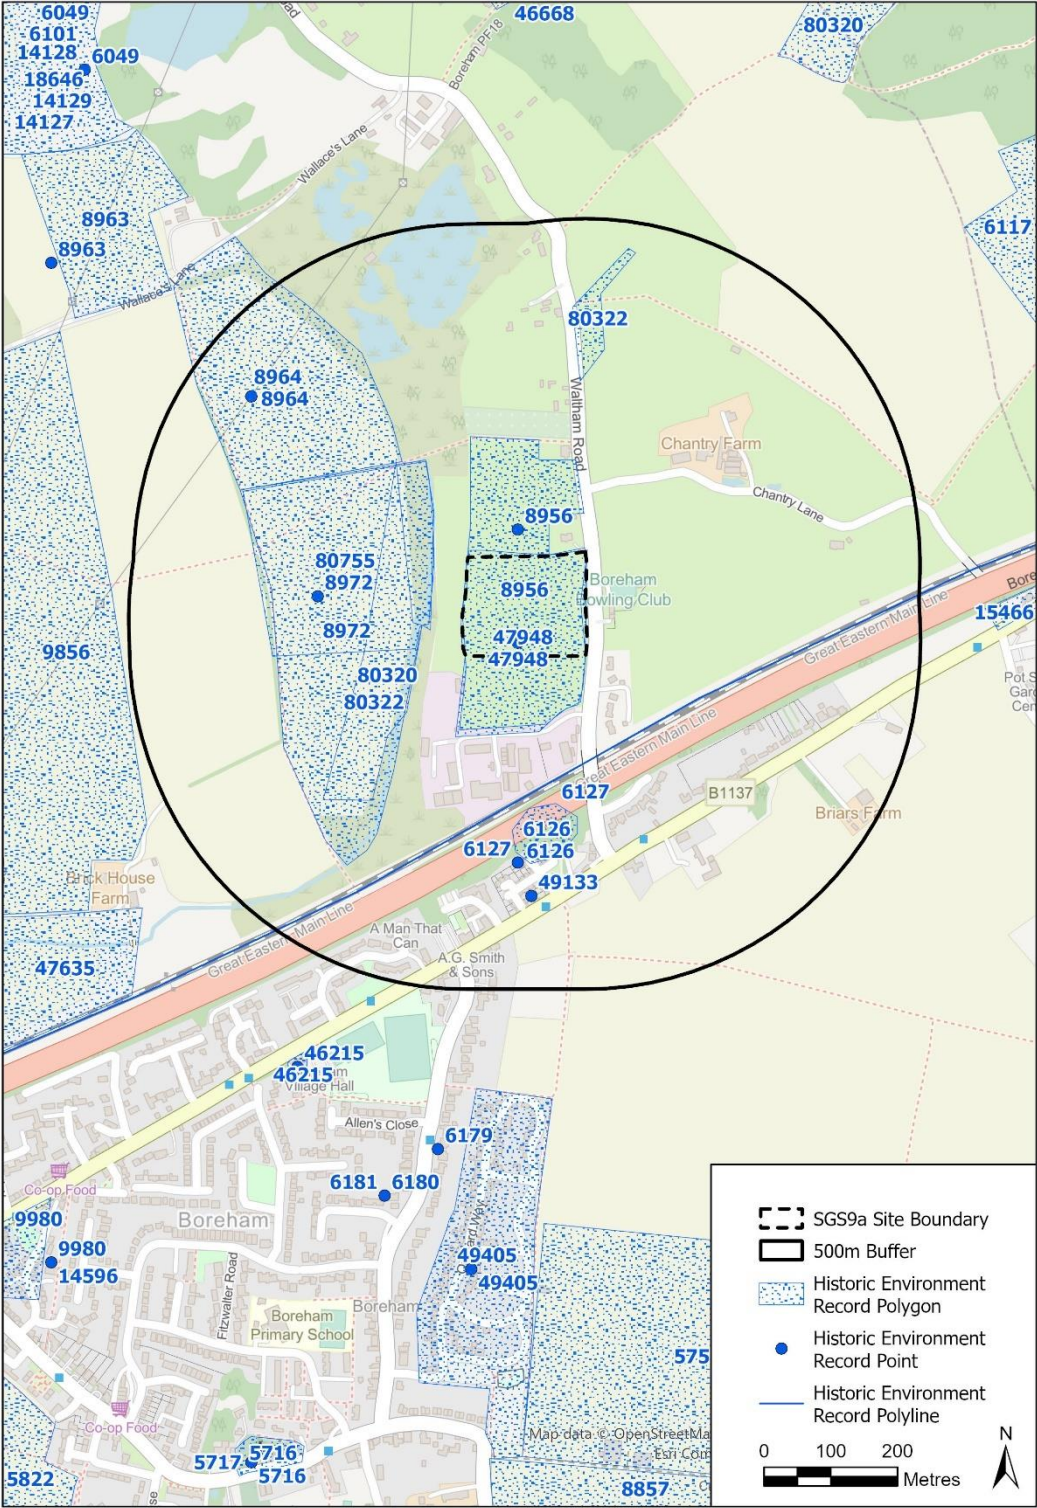 6049
6101
14128
6049
18646
14129
14127
46668
80320
Boreham PF18
Wallace's Lane
8963
8963
Wallace's Lane
6117
80322
8964
8964
Waltham Road
Chantry Farm
Chantry Lane
8956
80755
8972
8956
Boreham
Bowling Club
8972
47948
47948
9856
80320
80322
Great Eastern Main Line
15466
Great Eastern Main Line
6127
B1137
6126
6127
6126
Briars Farm
49133
Brick House
Farm
A Man That
Can
A.G. Smith
& Sons
Great Eastern Main Line
47635
46215
46215
Village Hall
Allen's Close
6179
6181
6180
Co-op Food
9980
Boreham
9980
14596
49405
49405
Fitzwalter Road
Boreham
Boreham
Primary School
575
Co-op Food
5717
5716
5716
5822
8857
Map data © OpenStreetMa
Esri Com
SGS9a Site Boundary
500m Buffer
Historic Environment
Record Polygon
Historic Environment
Record Point
Historic Environment
Record Polyline
N
0 100 200
Metres